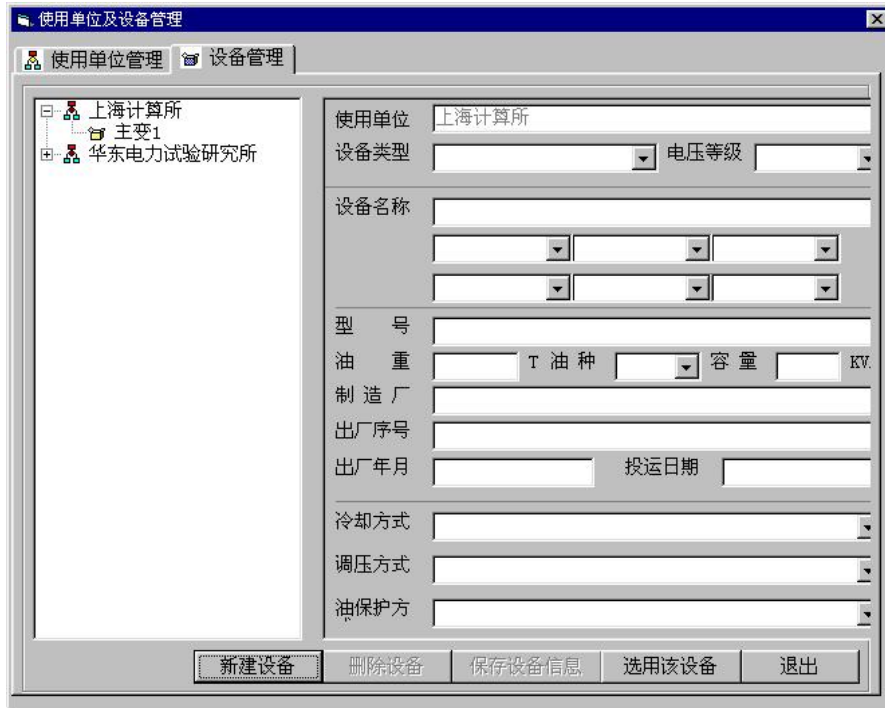 使用单位及设备管理
使用单位管理 设备管理
上海计算所
主变1
华东电力试验研究所
使用单位 上海计算所
设备类型 电压等级
设备名称
型 号
油 重 T 油 种 容 量 KV
制 造 厂
出厂序号
出厂年月 投运日期
冷却方式
调压方式
油保护方
新建设备 删除设备 保存设备信息 选用该设备 退出